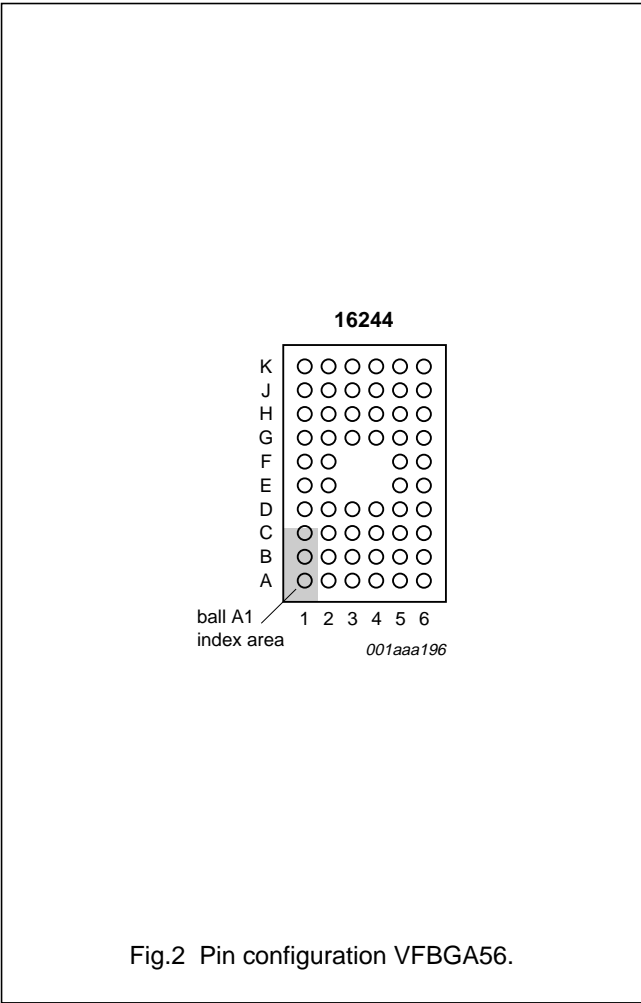 16244
K
J
H
G
F
E
D
C
B
A
ball A1
index area
1 2 3 4 5 6
001aaa196
Fig.2 Pin configuration VFBGA56.